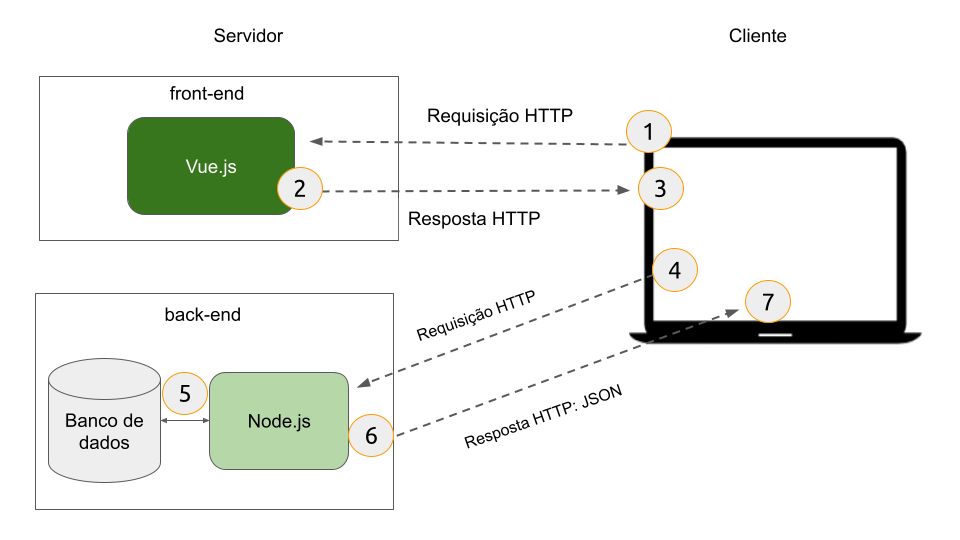 Servidor
Cliente
front-end
Requisição HTTP
1
Vue.js
2
3
Resposta HTTP
4
7
Requisição HTTP
back-end
5
Banco de
dados
Node.js
6
Resposta HTTP: JSON